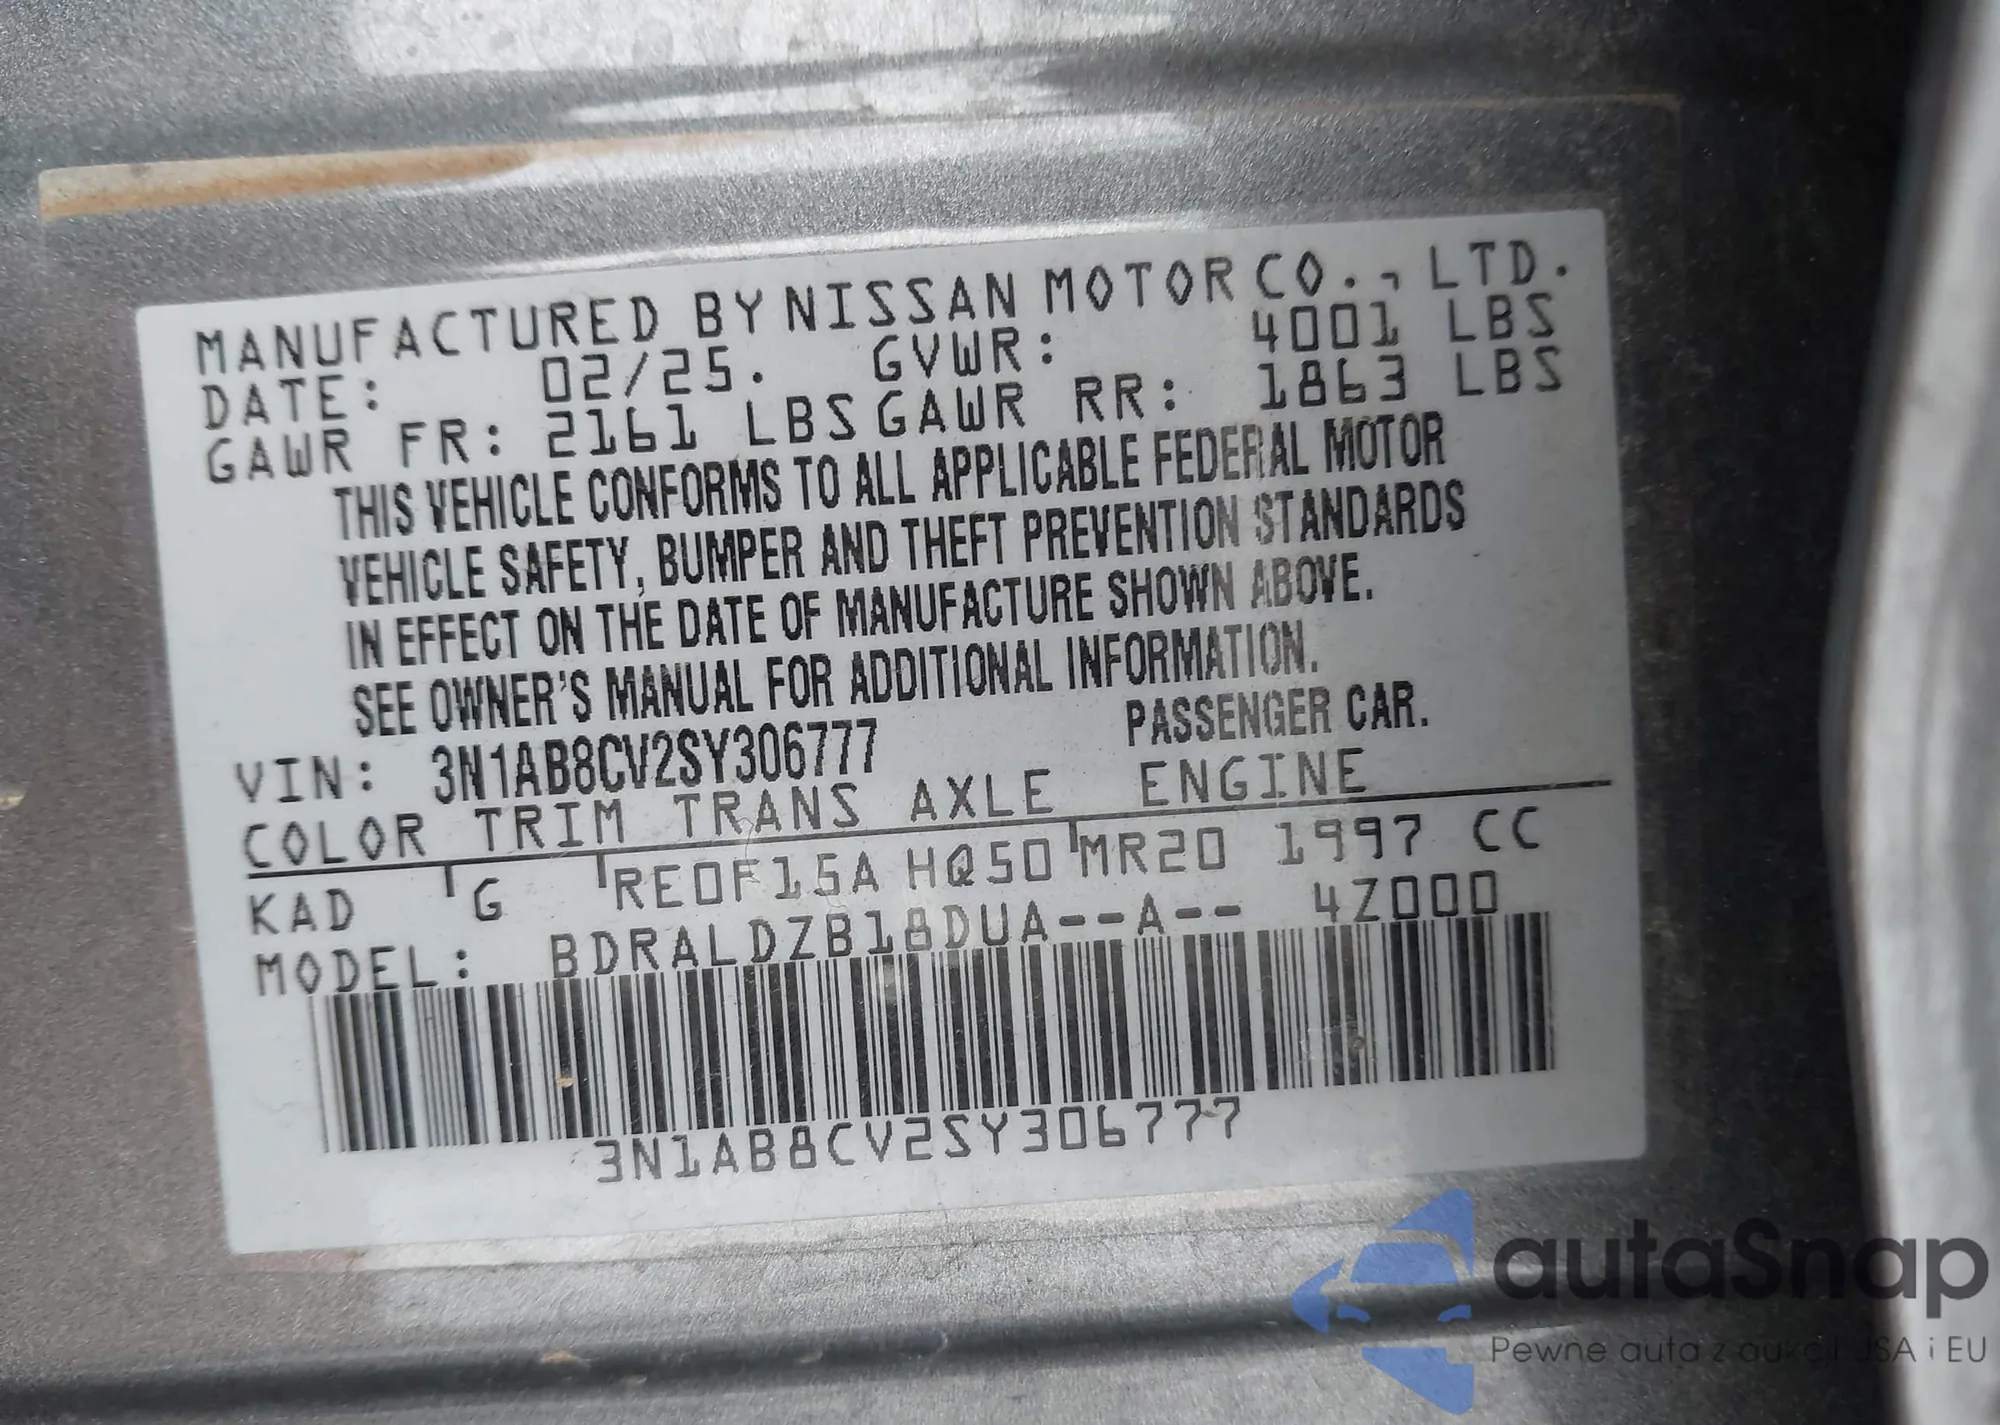 MANUFACTURED BY NISSAN MOTOR CO., LTD.
DATE: 02/25. GVWR: 4001 LBS
GAWR FR: 2161 LBS GAWR RR: 1863 LBS
THIS VEHICLE CONFORMS TO ALL APPLICABLE FEDERAL MOTOR
VEHICLE SAFETY, BUMPER AND THEFT PREVENTION STANDARDS
IN EFFECT ON THE DATE OF MANUFACTURE SHOWN ABOVE.
SEE OWNER'S MANUAL FOR ADDITIONAL INFORMATION.
VIN: 3N1AB8CV2SY306777 PASSENGER CAR.
COLOR TRIM TRANS AXLE ENGINE
KAD G RE0F15A HQ50 MR20 1997 CC
MODEL: BDRALDZB18DUA--A-- 4Z000
3N1AB8CV2SY306777
autaSnap
Pewne auta z aukcji USA i EU